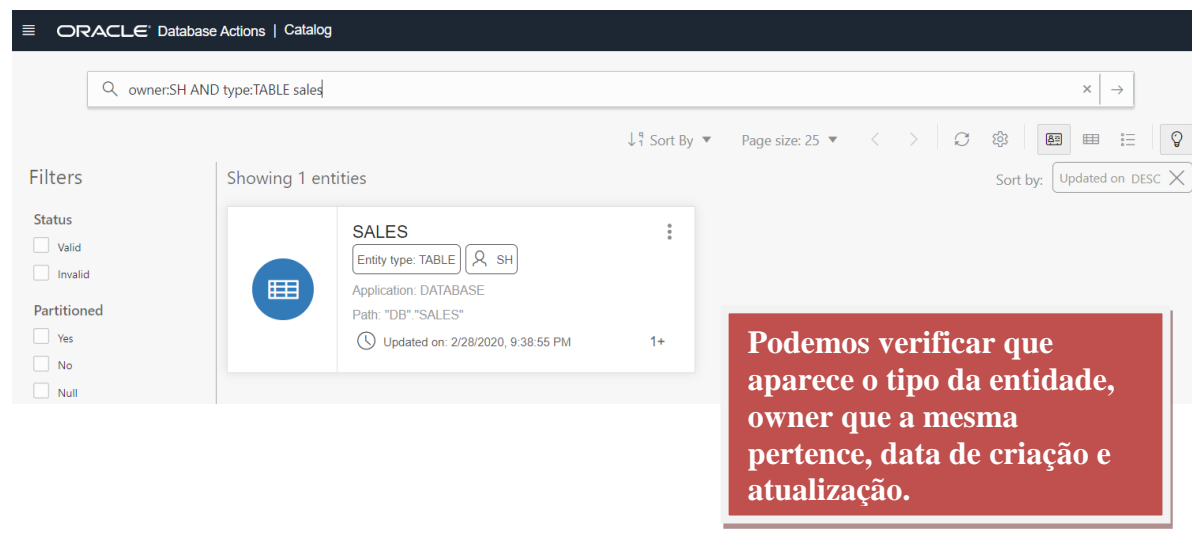 ORACLE Database Actions | Catalog
owner:SH AND type:TABLE sales
Sort By
Page size: 25
Filters
Showing 1 entities
Sort by: Updated on DESC
Status
Valid
Invalid
Partitioned
Yes
No
Null
SALES
Entity type: TABLE SH
Application: DATABASE
Path: "DB"."SALES"
Updated on: 2/28/2020, 9:38:55 PM 1+
Podemos verificar que
aparece o tipo da entidade,
owner que a mesma
pertence, data de criação e
atualização.